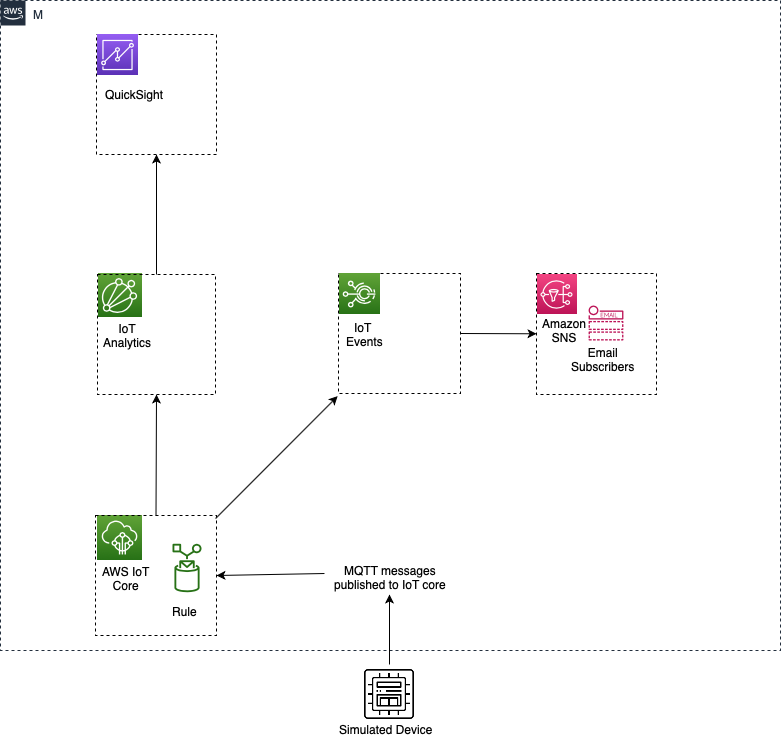 aws
M
QuickSight
IoT
Analytics
IoT
Events
Amazon
SNS
EMAIL
Email
Subscribers
AWS IoT
Core
Rule
MQTT messages
published to IoT core
Simulated Device